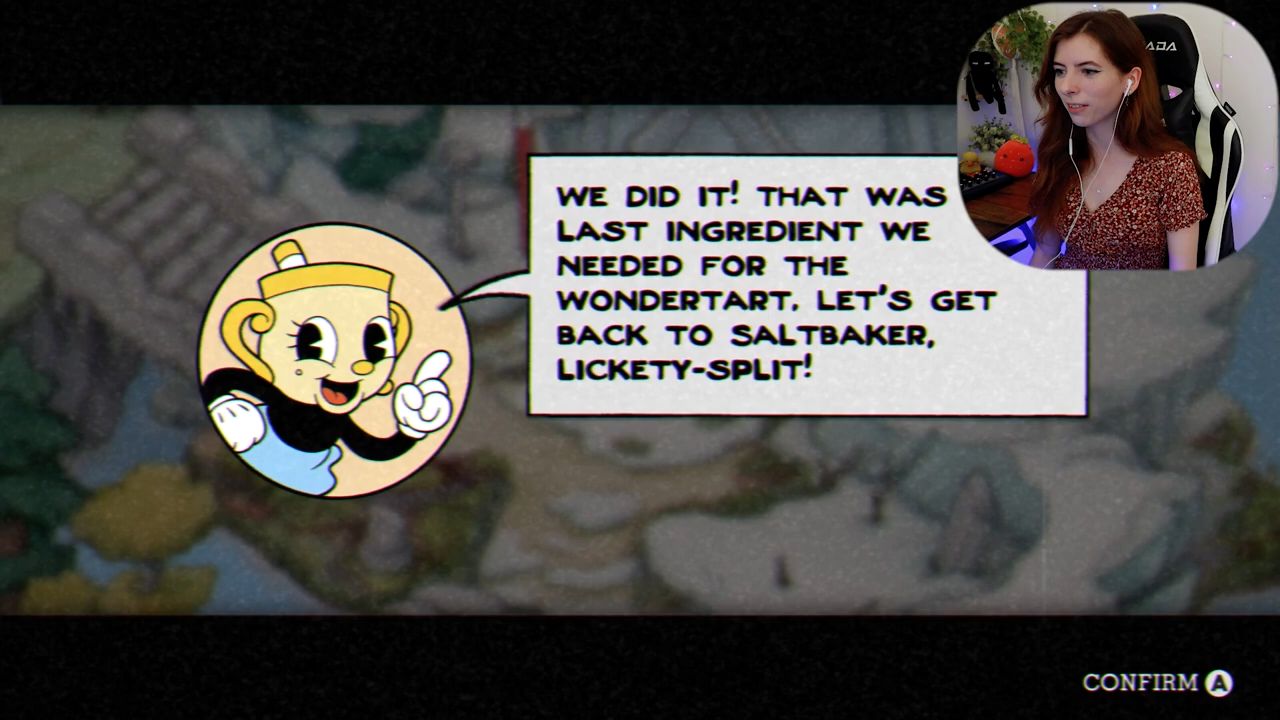 WE DID IT! THAT WAS
LAST INGREDIENT WE
NEEDED FOR THE
WONDERTART. LET'S GET
BACK TO SALTBAKER,
LICKETY-SPLIT!
CONFIRM A